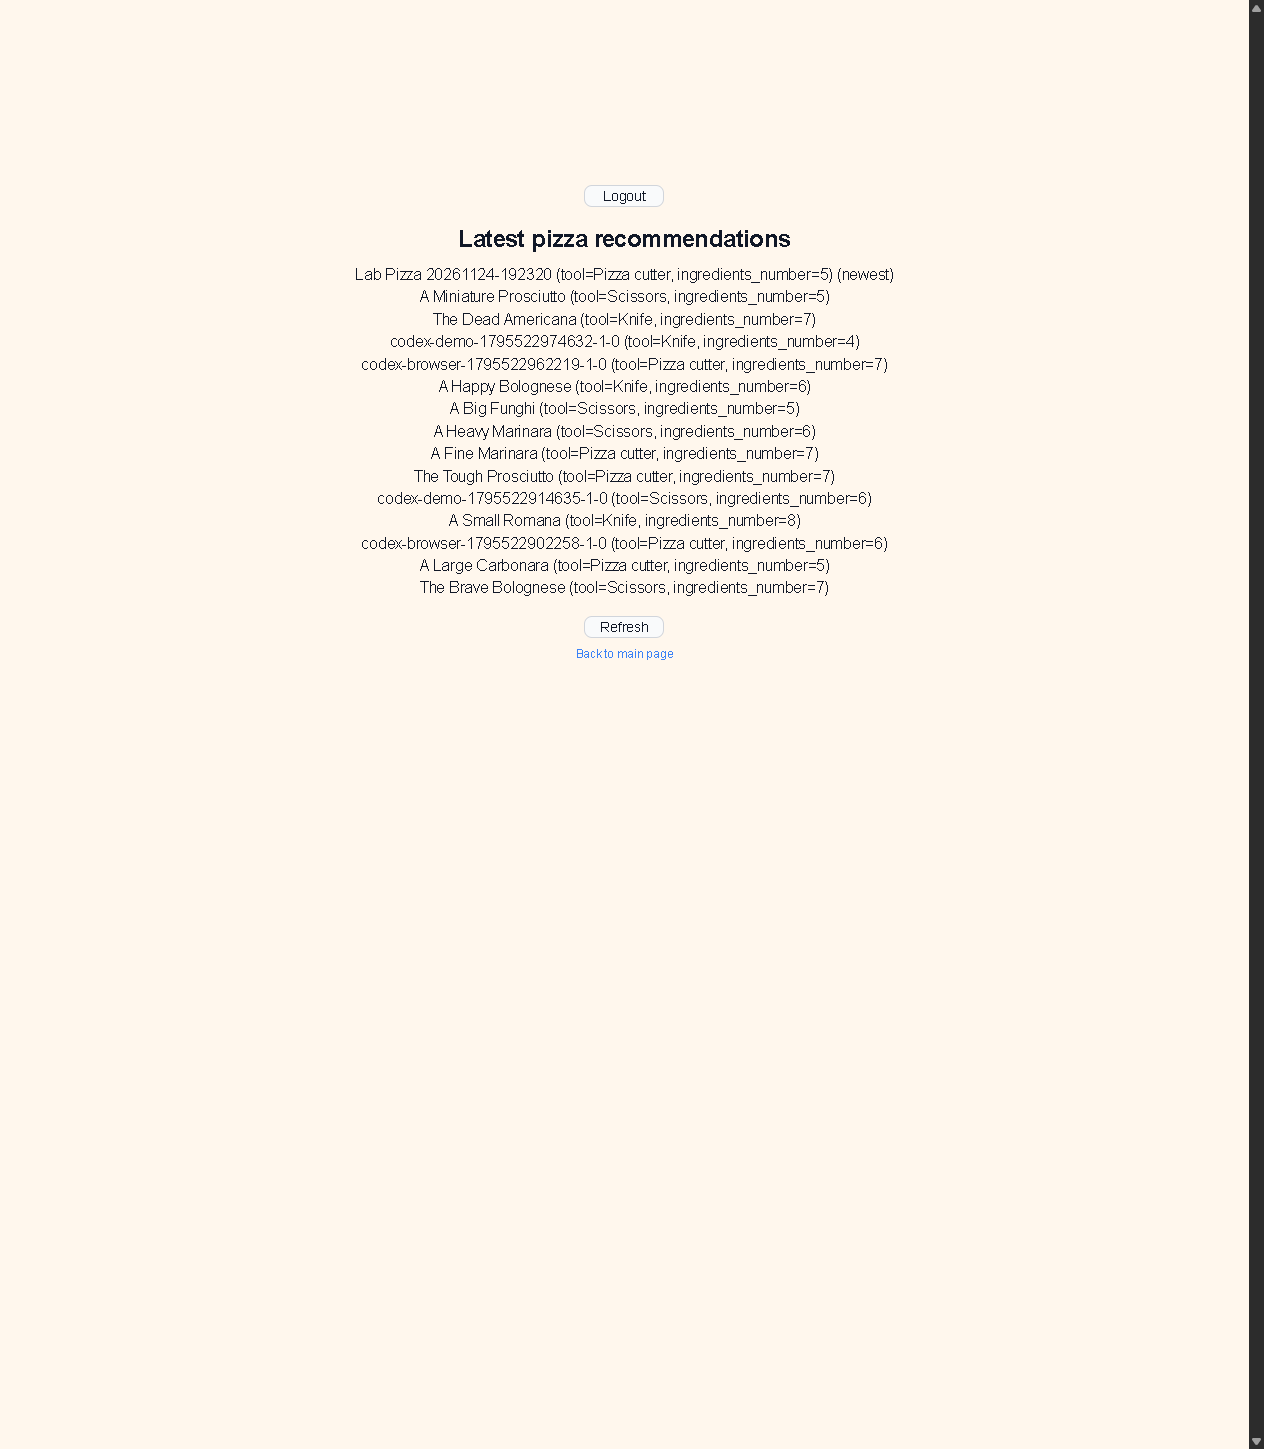 Logout
Latest pizza recommendations
Lab Pizza 20261124-192320 (tool=Pizza cutter, ingredients_number=5) (newest)
A Miniature Prosciutto (tool=Scissors, ingredients_number=5)
The Dead Americana (tool=Knife, ingredients_number=7)
codex-demo-1795522974632-1-0 (tool=Knife, ingredients_number=4)
codex-browser-1795522962219-1-0 (tool=Pizza cutter, ingredients_number=7)
A Happy Bolognese (tool=Knife, ingredients_number=6)
A Big Funghi (tool=Scissors, ingredients_number=5)
A Heavy Marinara (tool=Scissors, ingredients_number=6)
A Fine Marinara (tool=Pizza cutter, ingredients_number=7)
The Tough Prosciutto (tool=Pizza cutter, ingredients_number=7)
codex-demo-1795522914635-1-0 (tool=Scissors, ingredients_number=6)
A Small Romana (tool=Knife, ingredients_number=8)
codex-browser-1795522902258-1-0 (tool=Pizza cutter, ingredients_number=6)
A Large Carbonara (tool=Pizza cutter, ingredients_number=5)
The Brave Bolognese (tool=Scissors, ingredients_number=7)
Refresh
Back to main page